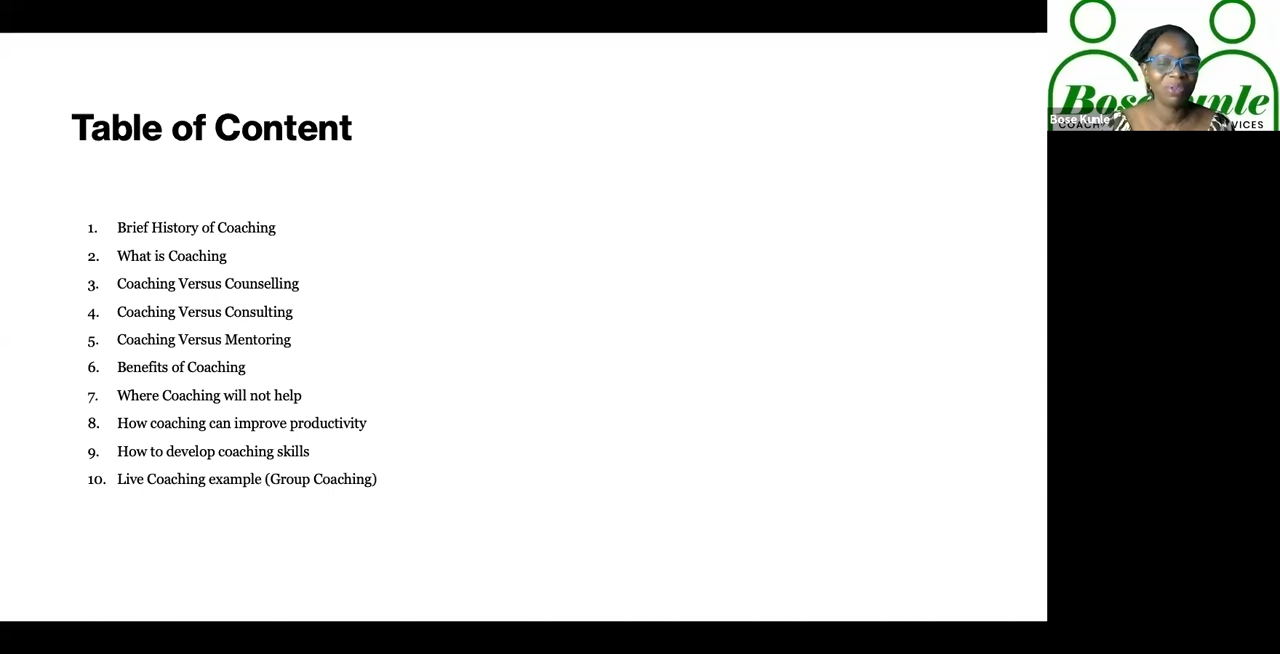 Table of Content
1. Brief History of Coaching
2. What is Coaching
3. Coaching Versus Counselling
4. Coaching Versus Consulting
5. Coaching Versus Mentoring
6. Benefits of Coaching
7. Where Coaching will not help
8. How coaching can improve productivity
9. How to develop coaching skills
10. Live Coaching example (Group Coaching)
Bose Kunle